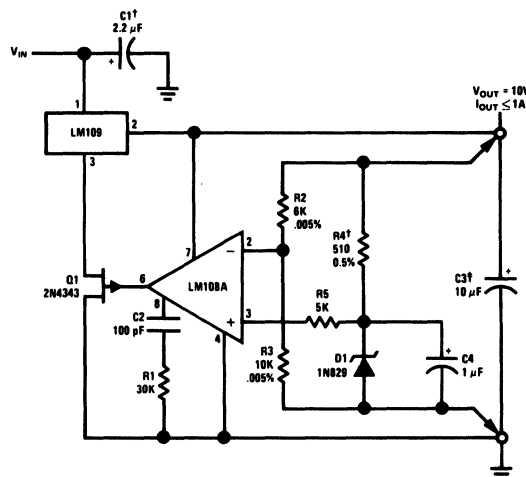 C1†
2.2 µF
+
VIN
1
LM109
2
3
VOUT = 10V
IOUT ≤ 1A
R2
6K
.005%
R4†
510
0.5%
7
2
−
Q1
2N4343
6
LM108A
8
C2
100 pF
+
3
4
R5
5K
C3‡
10 µF
+
R1
30K
R3
10K
.005%
D1
1N829
+
C4
1 µF